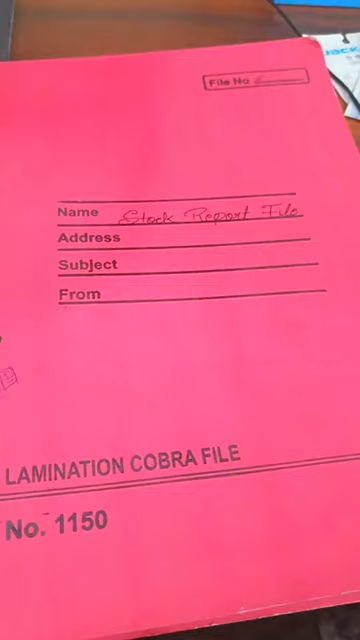 File No
Name Stock Report File
Address
Subject
From
LAMINATION COBRA FILE
No. 1150